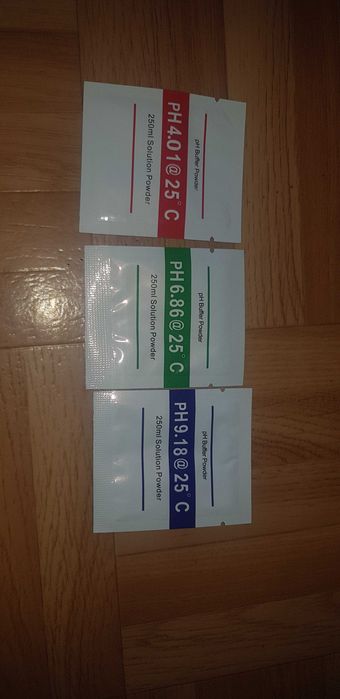 pH Buffer Powder
PH4.01@25°C
250ml Solution Powder
pH Buffer Powder
PH6.86@25°C
250ml Solution Powder
pH Buffer Powder
PH9.18@25°C
250ml Solution Powder